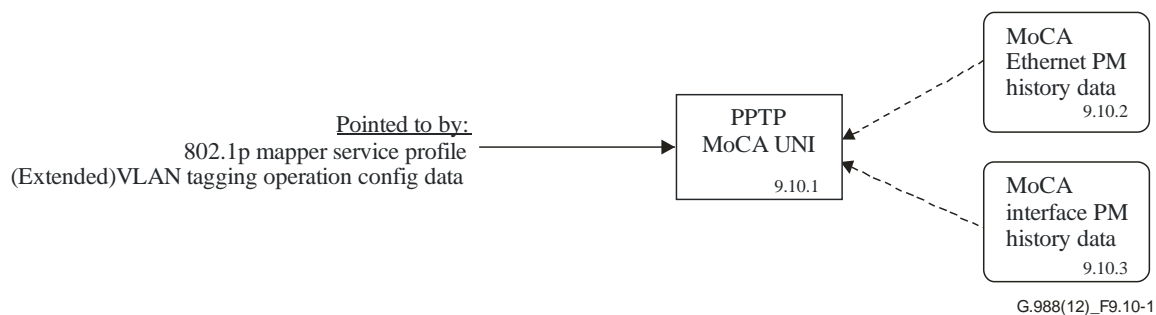 Pointed to by:
802.1p mapper service profile
(Extended)VLAN tagging operation config data
PPTP
MoCA UNI
9.10.1
MoCA
Ethernet PM
history data
9.10.2
MoCA
interface PM
history data
9.10.3
G.988(12)_F9.10-1